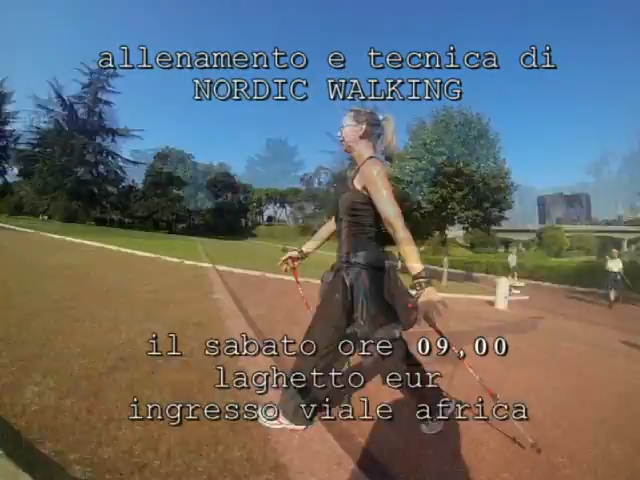 allenamento e tecnica di
NORDIC WALKING
il sabato ore 09,00
laghetto eur
ingresso viale africa